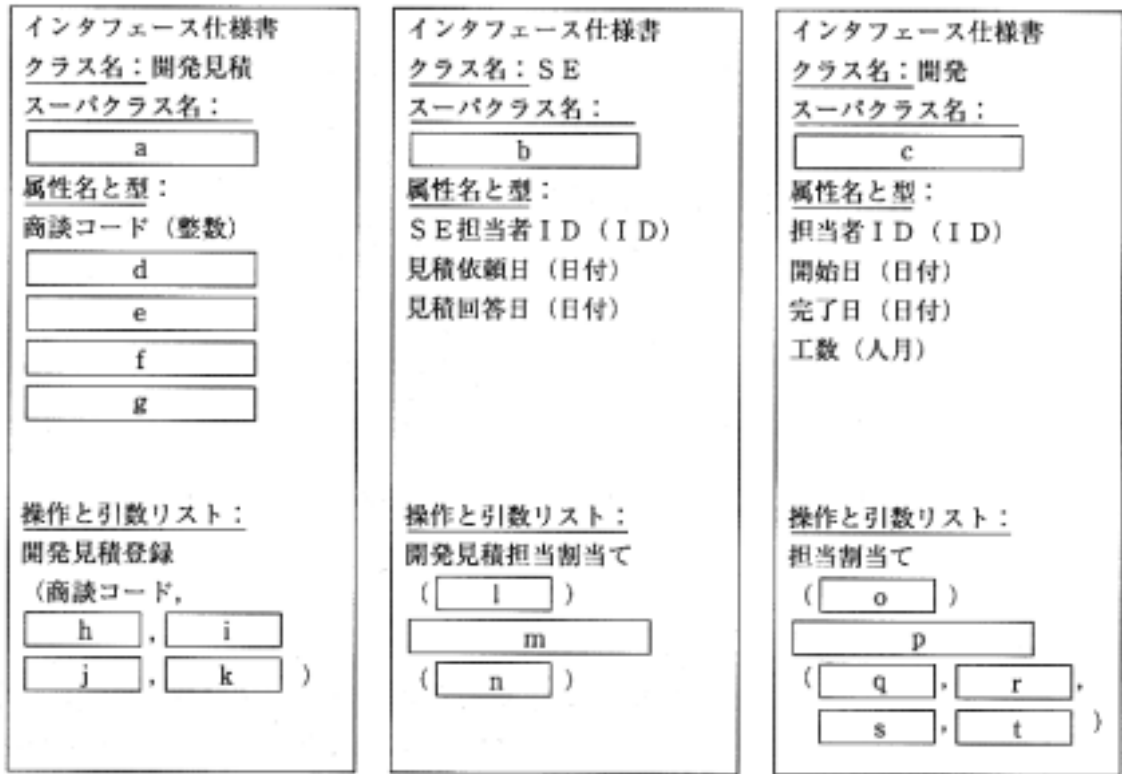 インタフェース仕様書
クラス名：開発見積
スーパクラス名：
a
属性名と型：
商談コード（整数）
d
e
f
g
操作と引数リスト：
開発見積登録
（商談コード，
h ， i
j ， k ）
インタフェース仕様書
クラス名：ＳＥ
スーパクラス名：
b
属性名と型：
ＳＥ担当者ＩＤ（ＩＤ）
見積依頼日（日付）
見積回答日（日付）
操作と引数リスト：
開発見積担当割当て
（ l ）
m
（ n ）
インタフェース仕様書
クラス名：開発
スーパクラス名：
c
属性名と型：
担当者ＩＤ（ＩＤ）
開始日（日付）
完了日（日付）
工数（人月）
操作と引数リスト：
担当割当て
（ o ）
p
（ q ， r ，
s ， t ）